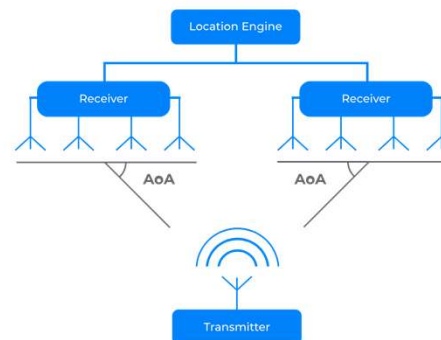 Location Engine
Receiver
Receiver
AoA
AoA
Transmitter